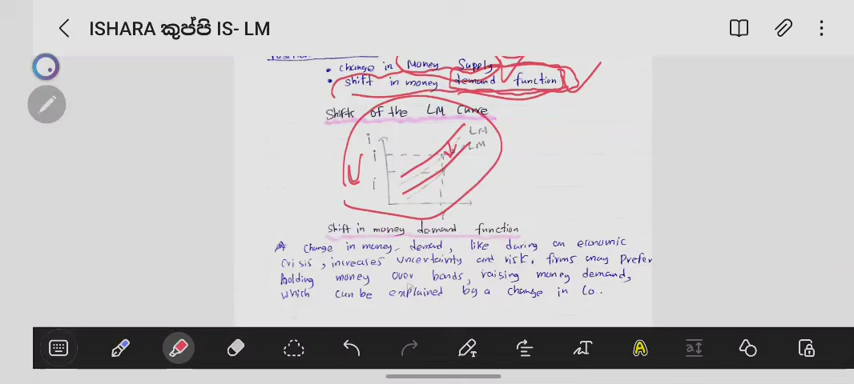 ISHARA කුප්පි IS- LM
Position
• change in Money Supply
• shift in money demand function
Shifts of the LM Curve
i
i
LM
LM
i
Shift in money demand function
* Change in money demand, like during an economic
crisis, increases uncertainty and risk, firms may prefer
holding money over bonds, raising money demand,
which can be explained by a change in Lo..
A
a